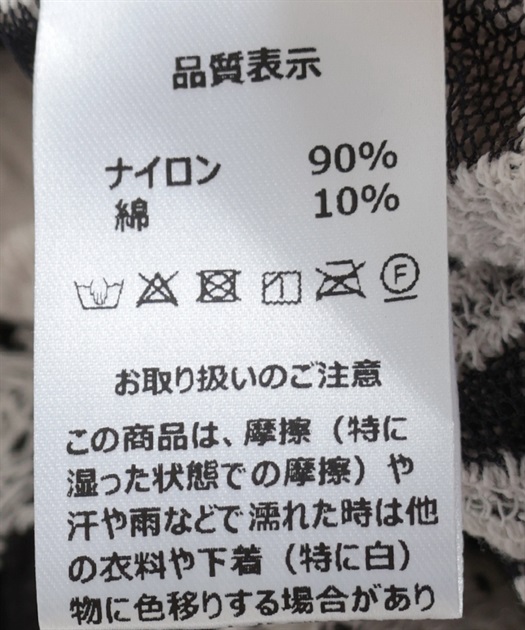 品質表示
ナイロン 90%
綿 10%
F
お取り扱いのご注意
この商品は、摩擦（特に
湿った状態での摩擦）や
汗や雨などで濡れた時は他
の衣料や下着（特に白）
物に色移りする場合があり